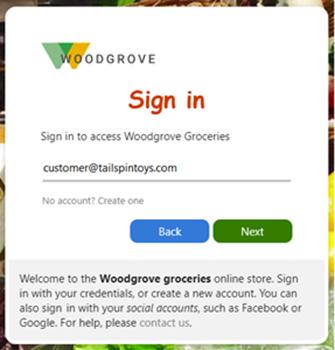 WOODGROVE
Sign in
Sign in to access Woodgrove Groceries
customer@tailspintoys.com
No account? Create one
Back Next
Welcome to the Woodgrove groceries online store. Sign
in with your credentials, or create a new account. You can
also sign in with your social accounts, such as Facebook or
Google. For help, please contact us.